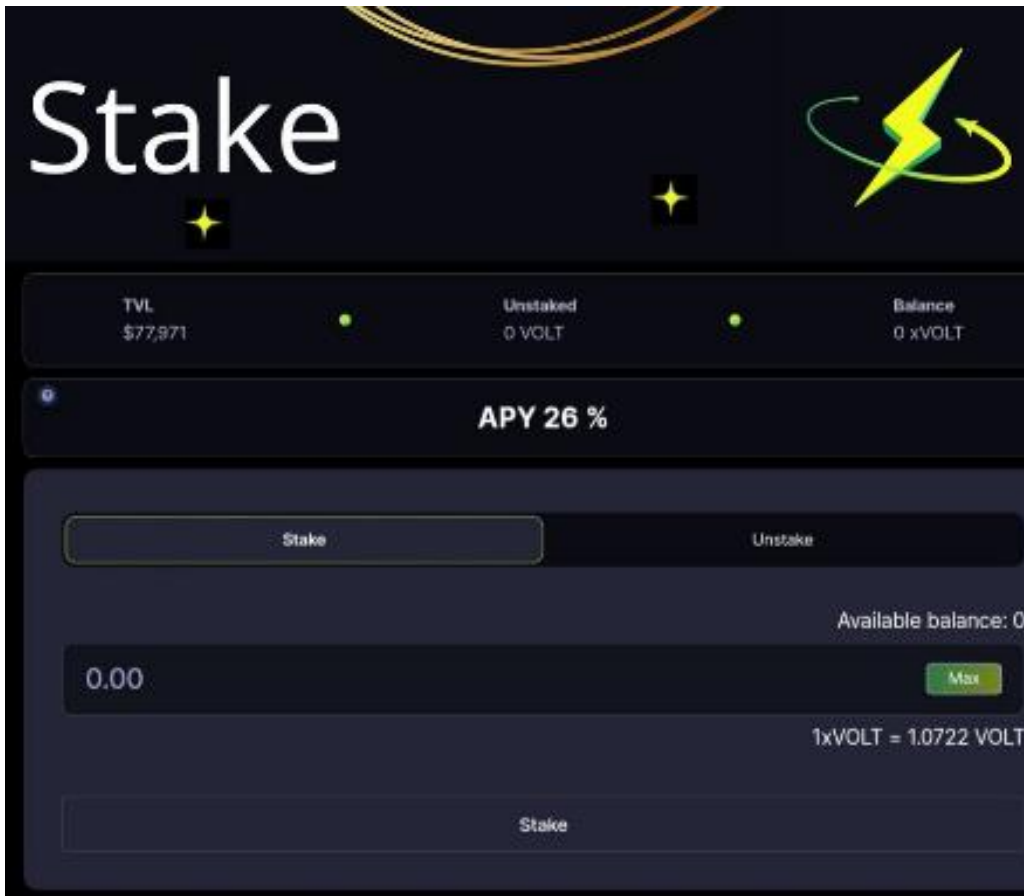 Stake
TVL
$77,971
Unstaked
0 VOLT
Balance
0 xVOLT
APY 26 %
Stake
Unstake
Available balance: 0
0.00
Max
1xVOLT = 1.0722 VOLT
Stake